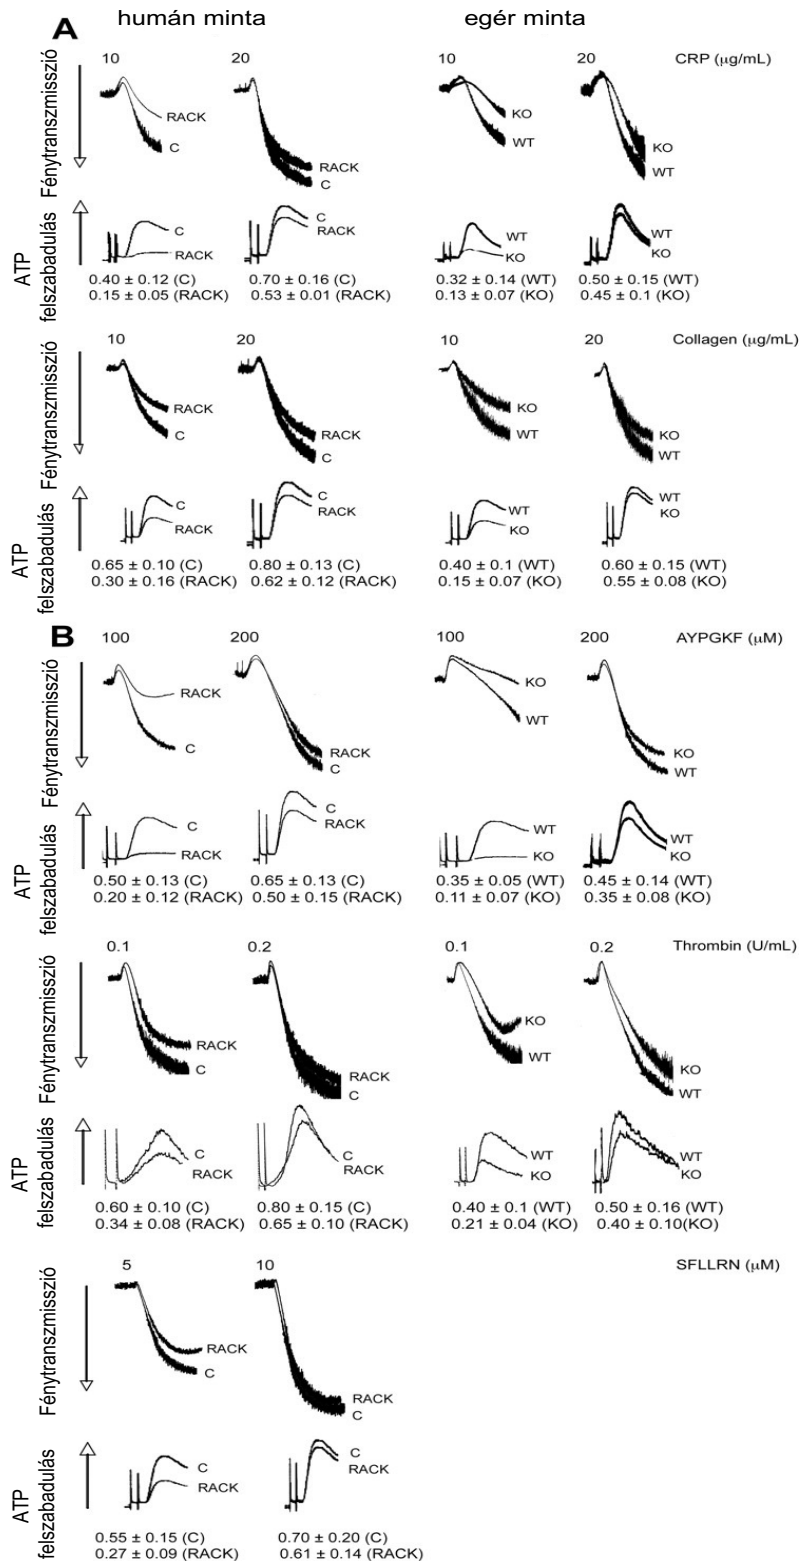 humán minta egér minta
A
10 20 10 20 CRP (µg/mL)
Fénytranszmisszió
RACK
C
RACK
C
KO
WT
KO
WT
ATP
felszabadulás
C
RACK
C
RACK
WT
KO
WT
KO
0.40 ± 0.12 (C) 0.70 ± 0.16 (C) 0.32 ± 0.14 (WT) 0.50 ± 0.15 (WT)
0.15 ± 0.05 (RACK) 0.53 ± 0.01 (RACK) 0.13 ± 0.07 (KO) 0.45 ± 0.1 (KO)
10 20 10 20 Collagen (µg/mL)
Fénytranszmisszió
RACK
C
RACK
C
KO
WT
KO
WT
ATP
felszabadulás
C
RACK
C
RACK
WT
KO
WT
KO
0.65 ± 0.10 (C) 0.80 ± 0.13 (C) 0.40 ± 0.1 (WT) 0.60 ± 0.15 (WT)
0.30 ± 0.16 (RACK) 0.62 ± 0.12 (RACK) 0.15 ± 0.07 (KO) 0.55 ± 0.08 (KO)
B
100 200 100 200 AYPGKF (µM)
Fénytranszmisszió
RACK
C
RACK
C
KO
WT
KO
WT
ATP
felszabadulás
C
RACK
C
RACK
WT
KO
WT
KO
0.50 ± 0.13 (C) 0.65 ± 0.13 (C) 0.35 ± 0.05 (WT) 0.45 ± 0.14 (WT)
0.20 ± 0.12 (RACK) 0.50 ± 0.15 (RACK) 0.11 ± 0.07 (KO) 0.35 ± 0.08 (KO)
0.1 0.2 0.1 0.2 Thrombin (U/mL)
Fénytranszmisszió
RACK
C
RACK
C
KO
WT
KO
WT
ATP
felszabadulás
C
RACK
C
RACK
WT
KO
WT
KO
0.60 ± 0.10 (C) 0.80 ± 0.15 (C) 0.40 ± 0.1 (WT) 0.50 ± 0.16 (WT)
0.34 ± 0.08 (RACK) 0.65 ± 0.10 (RACK) 0.21 ± 0.04 (KO) 0.40 ± 0.10(KO)
5 10 SFLLRN (µM)
Fénytranszmisszió
RACK
C
RACK
C
ATP
felszabadulás
C
RACK
C
RACK
0.55 ± 0.15 (C) 0.70 ± 0.20 (C)
0.27 ± 0.09 (RACK) 0.61 ± 0.14 (RACK)